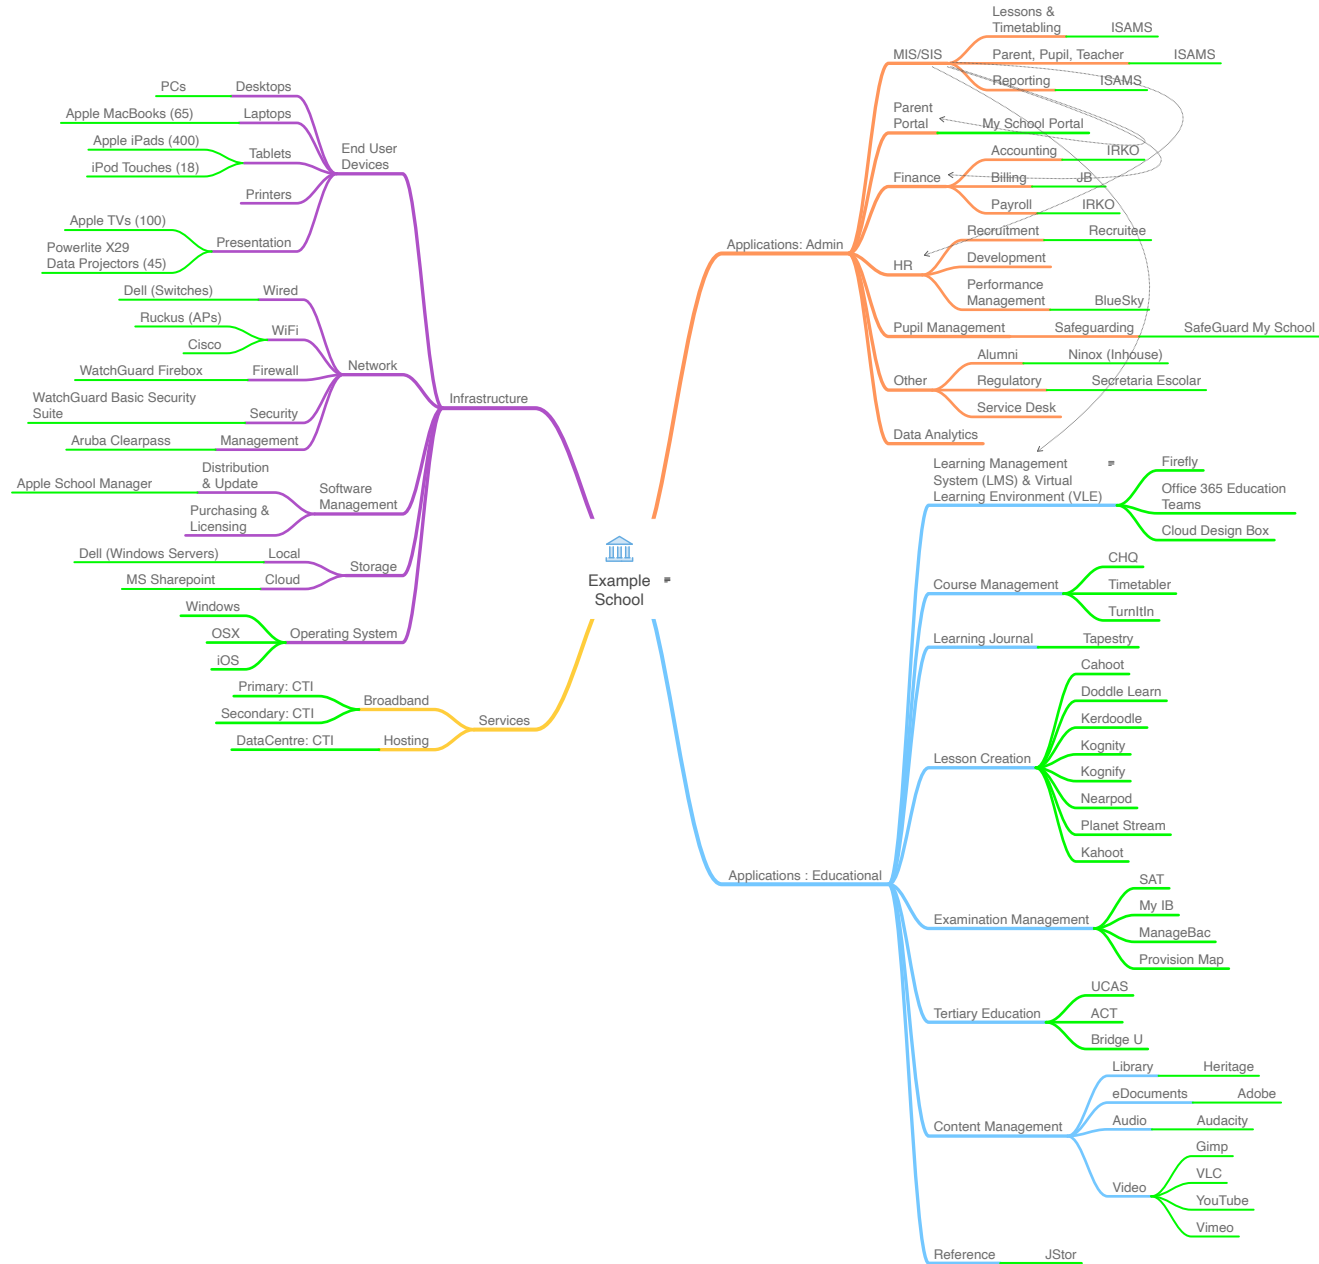 Example
School
Infrastructure
End User
Devices
Desktops
PCs
Laptops
Apple MacBooks (65)
Tablets
Apple iPads (400)
iPod Touches (18)
Printers
Presentation
Apple TVs (100)
Powerlite X29
Data Projectors (45)
Network
Wired
Dell (Switches)
WiFi
Ruckus (APs)
Cisco
Firewall
WatchGuard Firebox
Security
WatchGuard Basic Security
Suite
Management
Aruba Clearpass
Software
Management
Distribution
& Update
Apple School Manager
Purchasing &
Licensing
Storage
Local
Dell (Windows Servers)
Cloud
MS Sharepoint
Operating System
Windows
OSX
iOS
Services
Broadband
Primary: CTI
Secondary: CTI
Hosting
DataCentre: CTI
Applications: Admin
MIS/SIS
Lessons &
Timetabling
ISAMS
Parent, Pupil, Teacher
ISAMS
Reporting
ISAMS
Parent
Portal
My School Portal
Finance
Accounting
IRKO
Billing
JB
Payroll
IRKO
HR
Recruitment
Recruitee
Development
Performance
Management
BlueSky
Pupil Management
Safeguarding
SafeGuard My School
Other
Alumni
Ninox (Inhouse)
Regulatory
Secretaria Escolar
Service Desk
Data Analytics
Applications : Educational
Learning Management
System (LMS) & Virtual
Learning Environment (VLE)
Firefly
Office 365 Education
Teams
Cloud Design Box
Course Management
CHQ
Timetabler
TurnItIn
Learning Journal
Tapestry
Lesson Creation
Cahoot
Doddle Learn
Kerdoodle
Kognity
Kognify
Nearpod
Planet Stream
Kahoot
Examination Management
SAT
My IB
ManageBac
Provision Map
Tertiary Education
UCAS
ACT
Bridge U
Content Management
Library
Heritage
eDocuments
Adobe
Audio
Audacity
Video
Gimp
VLC
YouTube
Vimeo
Reference
JStor